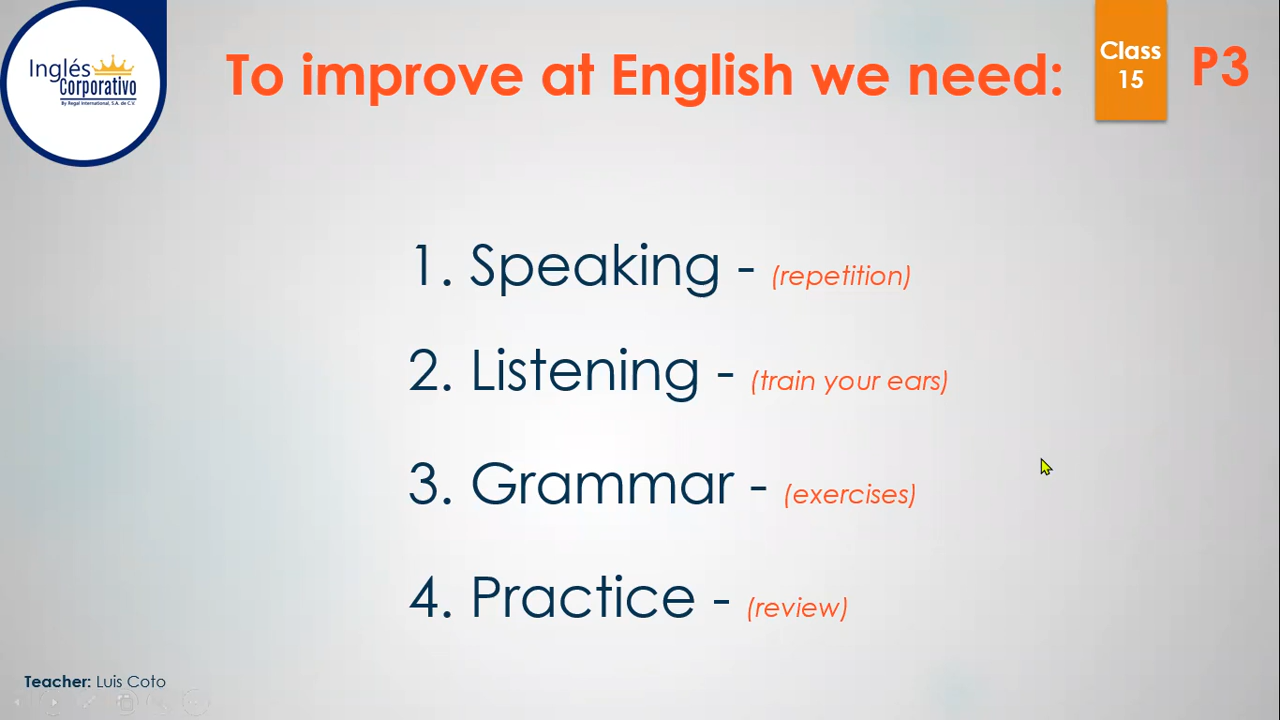 Inglés
Corporativo
By Regal International, S.A. de C.V.
To improve at English we need:
Class
15
P3
1. Speaking - (repetition)
2. Listening - (train your ears)
3. Grammar - (exercises)
4. Practice - (review)
Teacher: Luis Coto